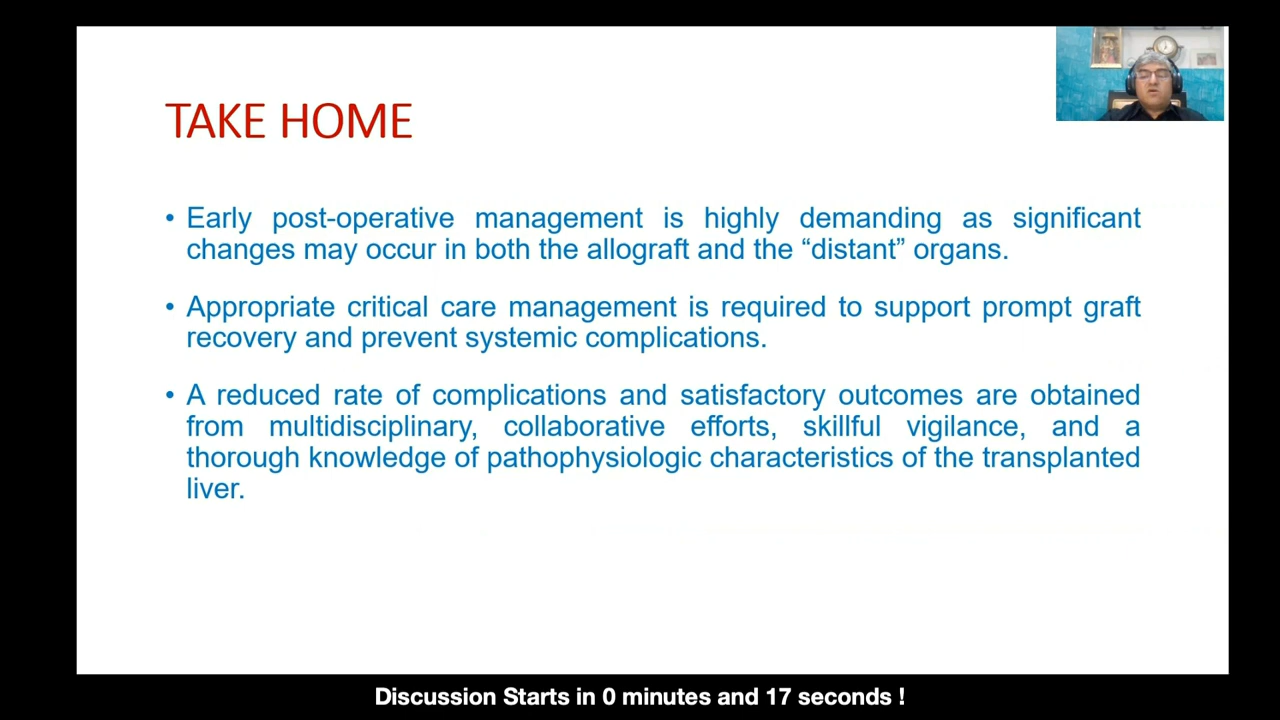 TAKE HOME
• Early post-operative management is highly demanding as significant
changes may occur in both the allograft and the “distant” organs.
• Appropriate critical care management is required to support prompt graft
recovery and prevent systemic complications.
• A reduced rate of complications and satisfactory outcomes are obtained
from multidisciplinary, collaborative efforts, skillful vigilance, and a
thorough knowledge of pathophysiologic characteristics of the transplanted
liver.
Discussion Starts in 0 minutes and 17 seconds !